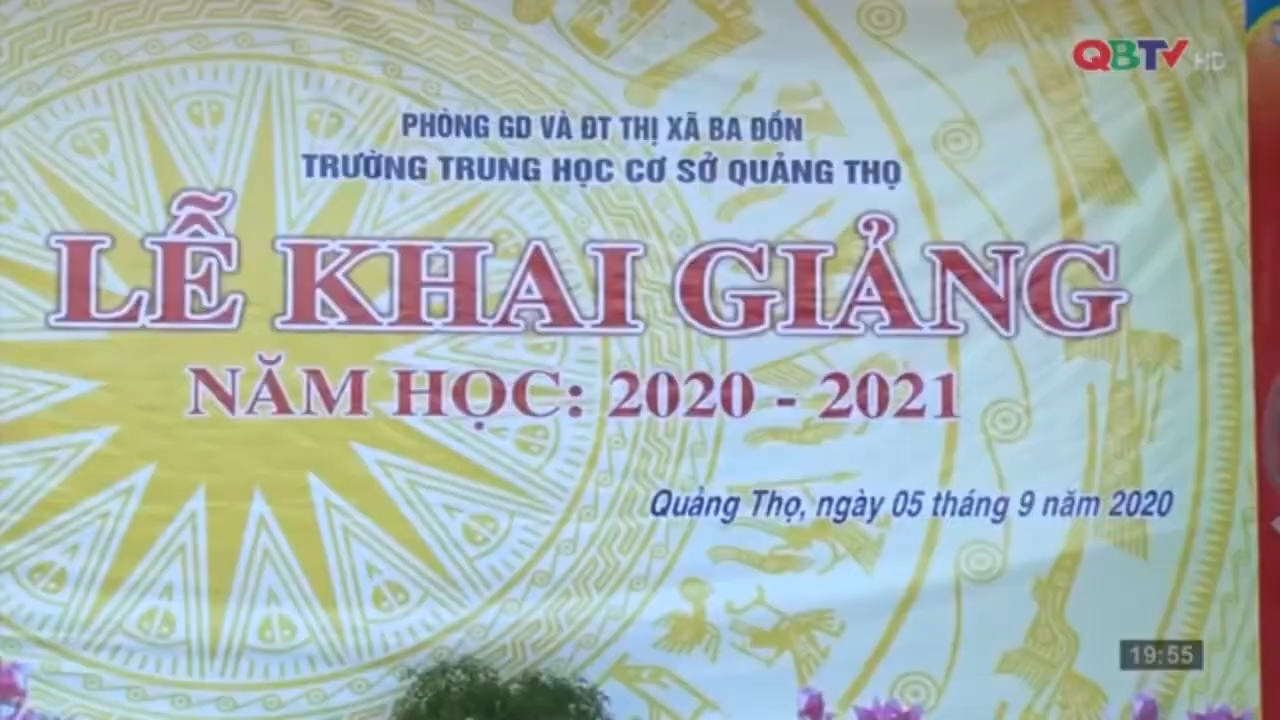 QBTV HD
PHÒNG GD VÀ ĐT THỊ XÃ BA ĐỒN
TRƯỜNG TRUNG HỌC CƠ SỞ QUẢNG THỌ
LỄ KHAI GIẢNG
NĂM HỌC: 2020 - 2021
Quảng Thọ, ngày 05 tháng 9 năm 2020
19:55